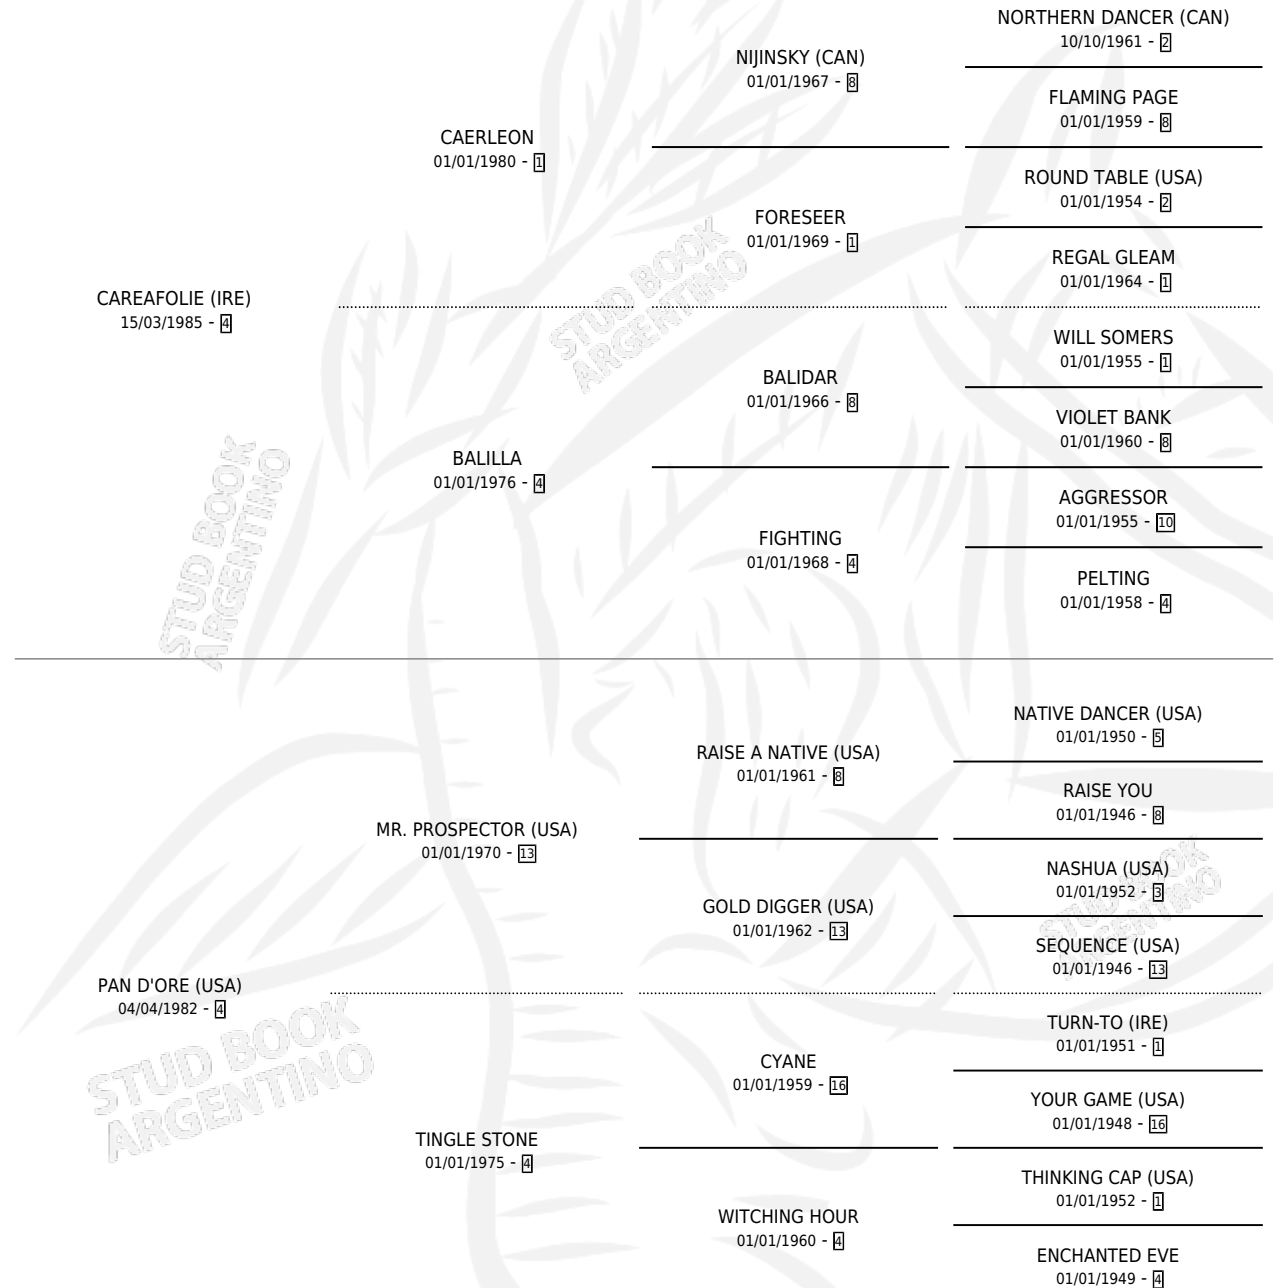 NORTHERN DANCER (CAN)
10/10/1961 - 2
NIJINSKY (CAN)
01/01/1967 - 8
FLAMING PAGE
01/01/1959 - 8
CAERLEON
01/01/1980 - 1
ROUND TABLE (USA)
01/01/1954 - 2
FORESEER
01/01/1969 - 1
REGAL GLEAM
01/01/1964 - 1
CAREAFOLIE (IRE)
15/03/1985 - 4
WILL SOMERS
01/01/1955 - 1
BALIDAR
01/01/1966 - 8
VIOLET BANK
01/01/1960 - 8
BALILLA
01/01/1976 - 4
AGGRESSOR
01/01/1955 - 10
FIGHTING
01/01/1968 - 4
PELTING
01/01/1958 - 4
NATIVE DANCER (USA)
01/01/1950 - 5
RAISE A NATIVE (USA)
01/01/1961 - 8
RAISE YOU
01/01/1946 - 8
MR. PROSPECTOR (USA)
01/01/1970 - 13
NASHUA (USA)
01/01/1952 - 3
GOLD DIGGER (USA)
01/01/1962 - 13
SEQUENCE (USA)
01/01/1946 - 13
PAN D'ORE (USA)
04/04/1982 - 4
TURN-TO (IRE)
01/01/1951 - 1
CYANE
01/01/1959 - 16
YOUR GAME (USA)
01/01/1948 - 16
TINGLE STONE
01/01/1975 - 4
THINKING CAP (USA)
01/01/1952 - 1
WITCHING HOUR
01/01/1960 - 4
ENCHANTED EVE
01/01/1949 - 4
STUD BOOK
ARGENTINO
STUD BOOK
ARGENTINO
STUD BOOK
ARGENTINO
STUD BOOK
ARGENTINO